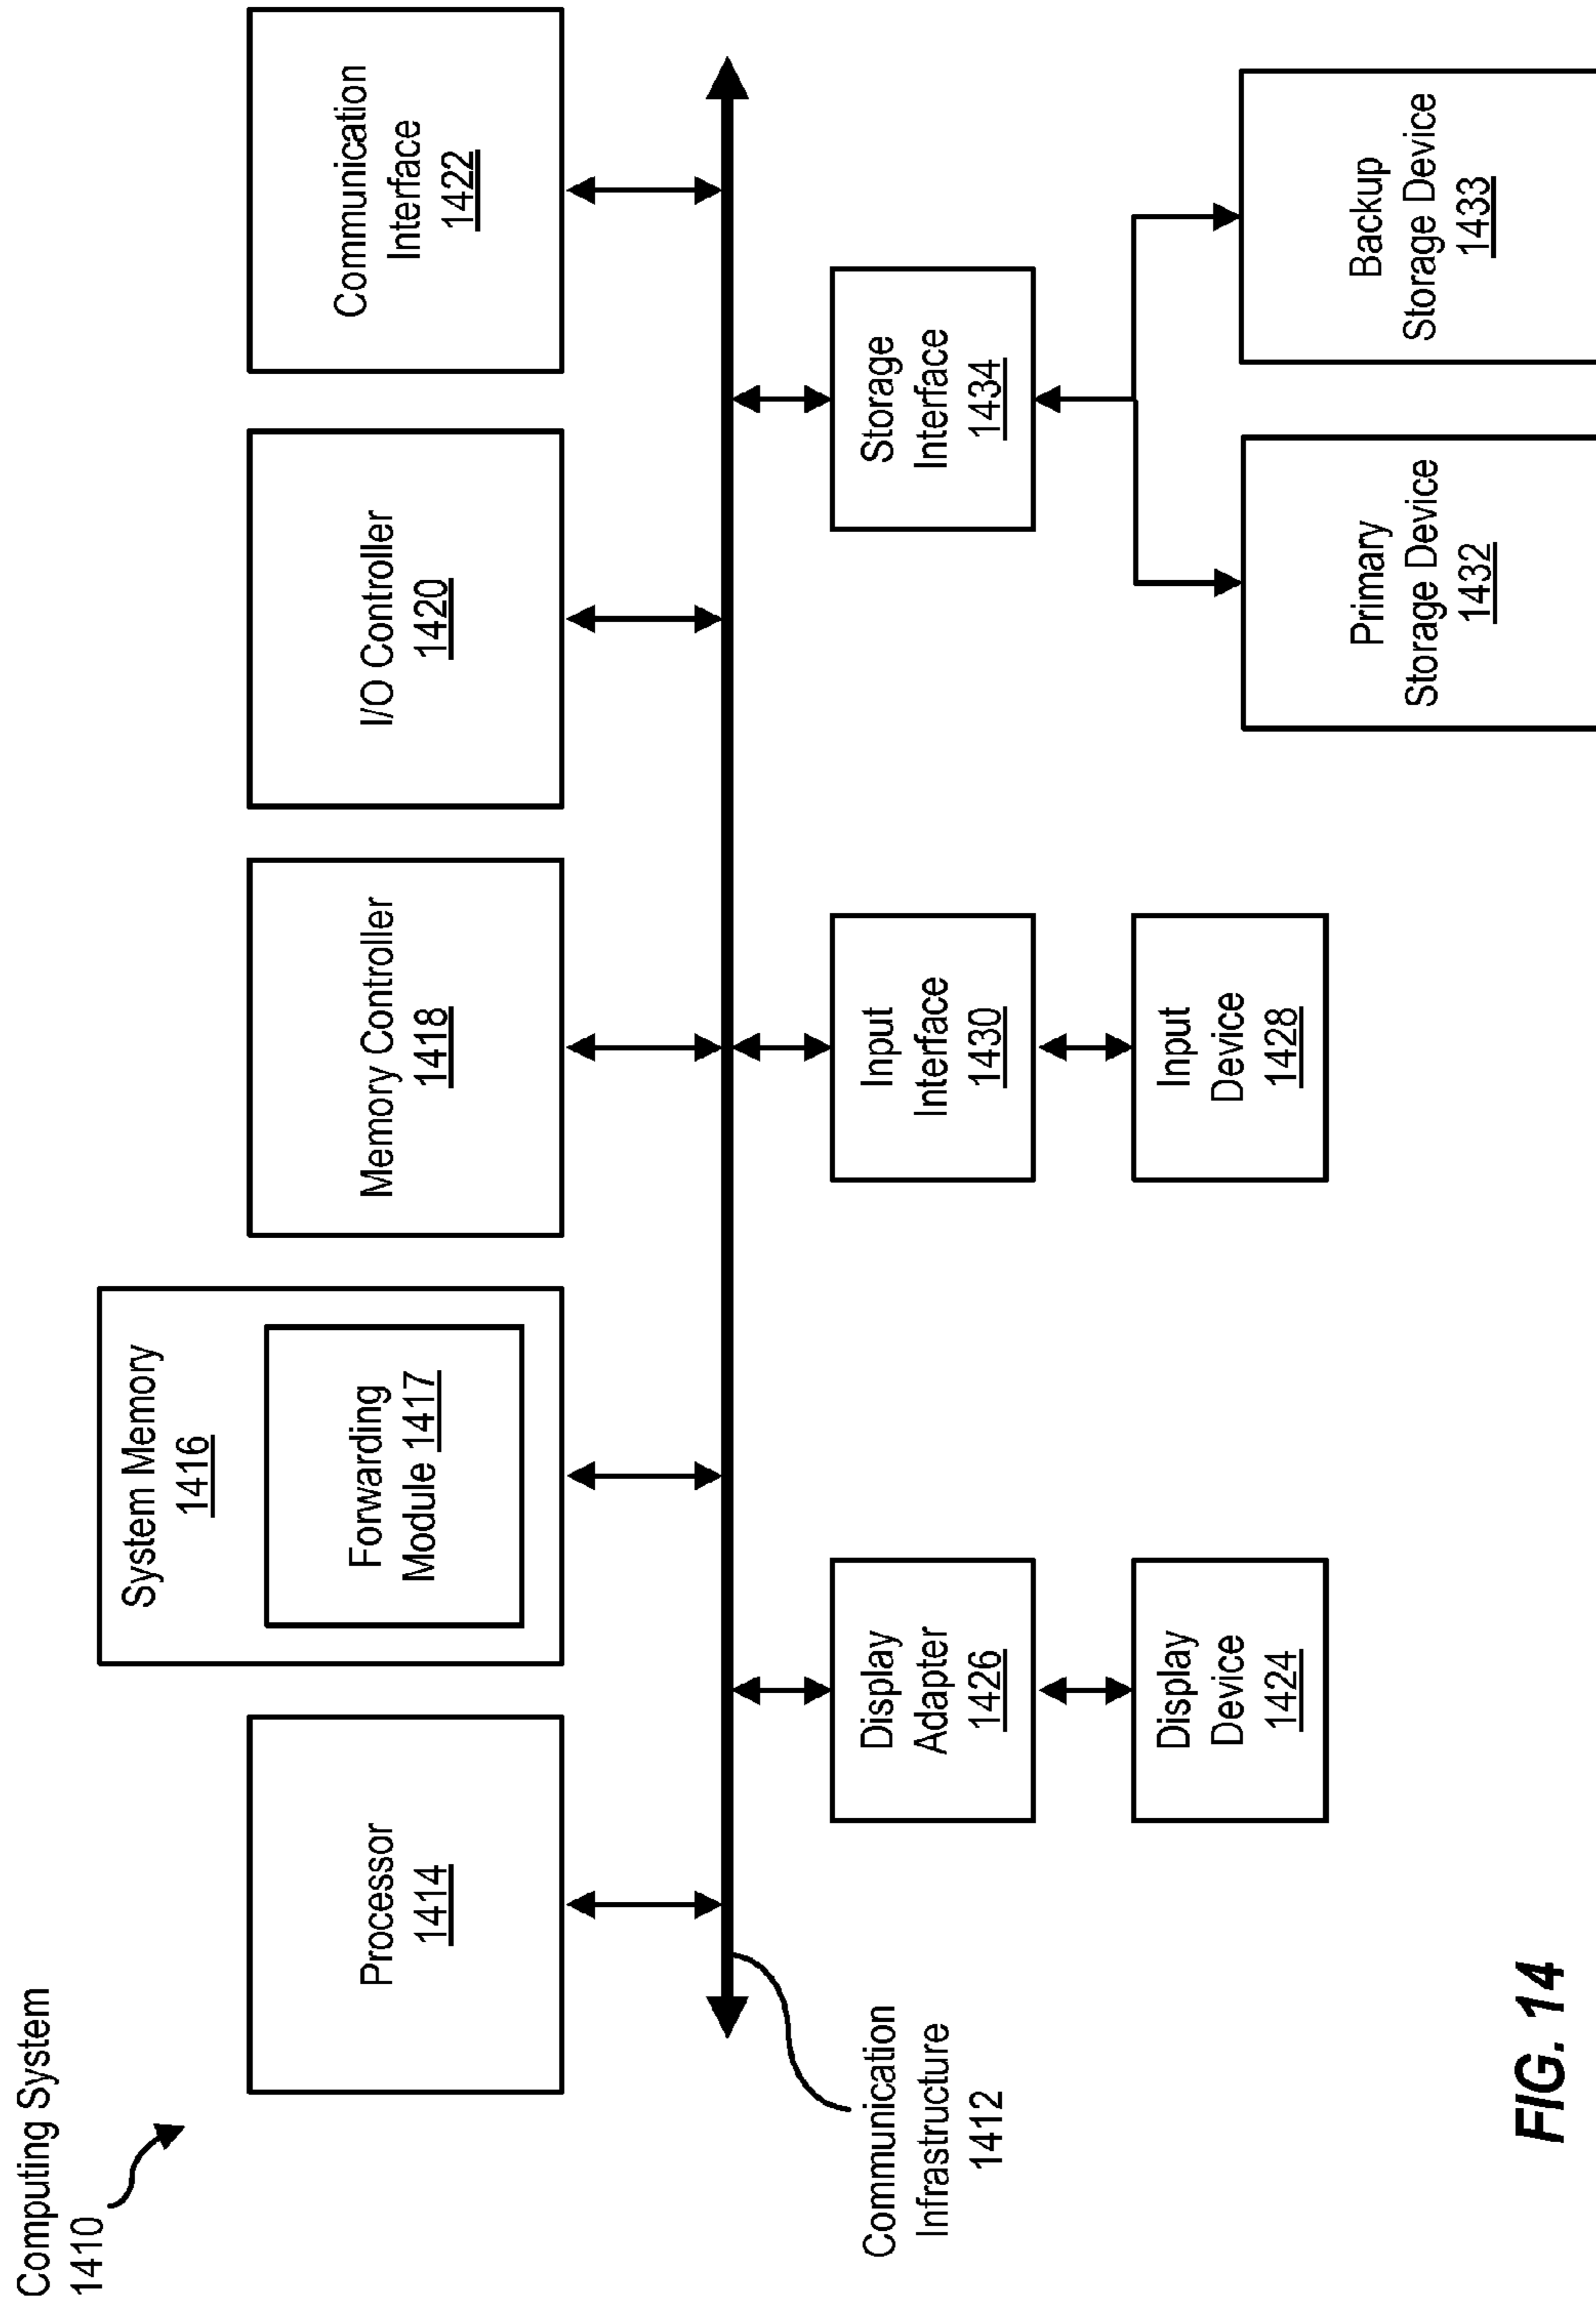 Computing System
1410
Processor
1414
System Memory
1416
Forwarding
Module 1417
Memory Controller
1418
I/O Controller
1420
Communication
Interface
1422
Communication
Infrastructure
1412
Display
Adapter
1426
Input
Interface
1430
Storage
Interface
1434
Display
Device
1424
Input
Device
1428
Primary
Storage Device
1432
Backup
Storage Device
1433
FIG. 14